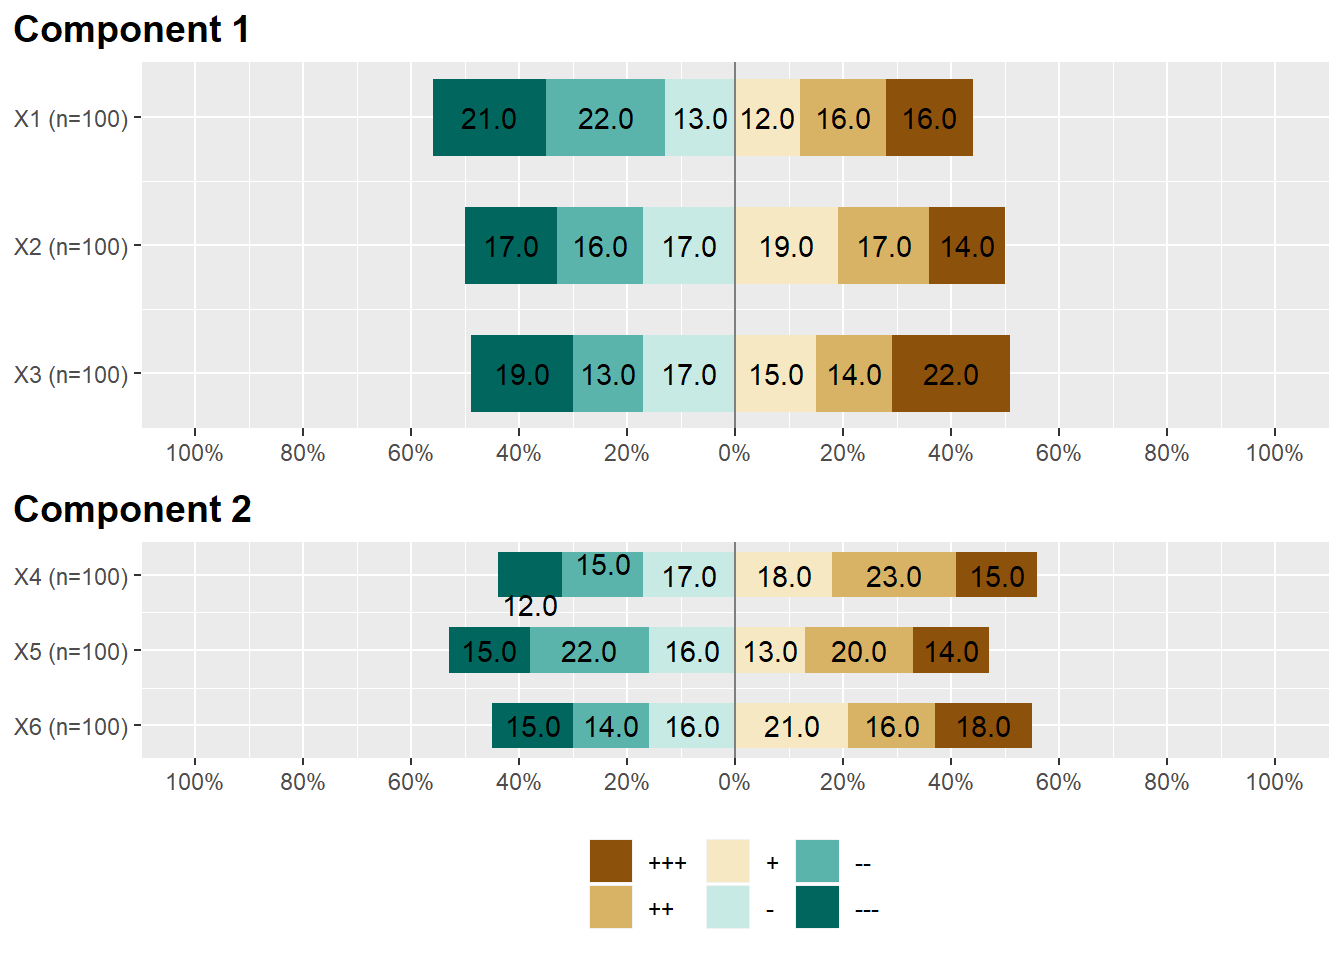 Component 1
X1 (n=100) 21.0 22.0 13.0 12.0 16.0 16.0
X2 (n=100) 17.0 16.0 17.0 19.0 17.0 14.0
X3 (n=100) 19.0 13.0 17.0 15.0 14.0 22.0
100% 80% 60% 40% 20% 0% 20% 40% 60% 80% 100%
Component 2
X4 (n=100) 15.0 17.0 18.0 23.0 15.0
12.0
X5 (n=100) 15.0 22.0 16.0 13.0 20.0 14.0
X6 (n=100) 15.0 14.0 16.0 21.0 16.0 18.0
100% 80% 60% 40% 20% 0% 20% 40% 60% 80% 100%
+++ + --
++ - ---